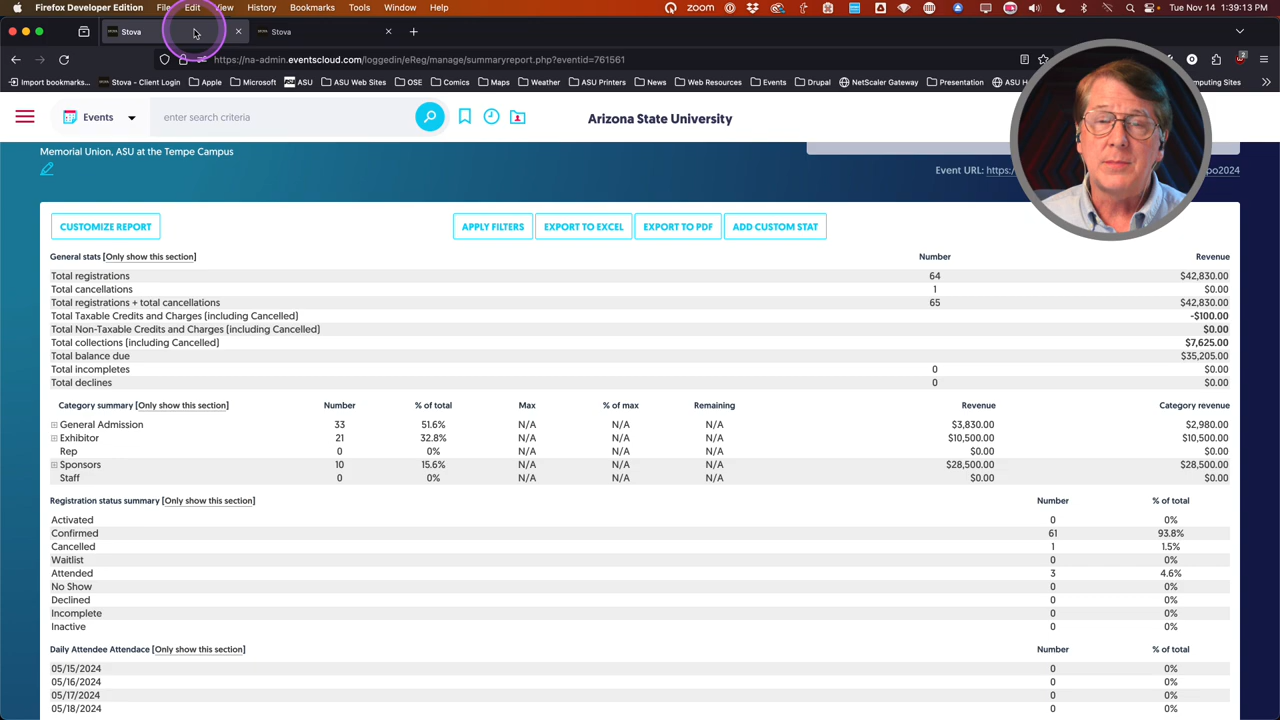 Firefox Developer Edition File Edit View History Bookmarks Tools Window Help zoom Tue Nov 14 1:39:13 PM
Stova Stova
https://na-admin.eventscloud.com/loggedin/eReg/manage/summaryreport.php?eventid=761561
Import bookmarks... Stova - Client Login Apple Microsoft ASU ASU Web Sites OSE Comics Maps Weather ASU Printers News Web Resources Events Drupal NetScaler Gateway Presentation ASU
Events enter search criteria Arizona State University
Memorial Union, ASU at the Tempe Campus
Event URL: https:/ po2024
CUSTOMIZE REPORT APPLY FILTERS EXPORT TO EXCEL EXPORT TO PDF ADD CUSTOM STAT
General stats [Only show this section] Number Revenue
Total registrations 64 $42,830.00
Total cancellations 1 $0.00
Total registrations + total cancellations 65 $42,830.00
Total Taxable Credits and Charges (including Cancelled) -$100.00
Total Non-Taxable Credits and Charges (including Cancelled) $0.00
Total collections (including Cancelled) $7,625.00
Total balance due $35,205.00
Total incompletes 0 $0.00
Total declines 0 $0.00
Category summary [Only show this section] Number % of total Max % of max Remaining Revenue Category revenue
General Admission 33 51.6% N/A N/A N/A $3,830.00 $2,980.00
Exhibitor 21 32.8% N/A N/A N/A $10,500.00 $10,500.00
Rep 0 0% N/A N/A N/A $0.00 $0.00
Sponsors 10 15.6% N/A N/A N/A $28,500.00 $28,500.00
Staff 0 0% N/A N/A N/A $0.00 $0.00
Registration status summary [Only show this section] Number % of total
Activated 0 0%
Confirmed 61 93.8%
Cancelled 1 1.5%
Waitlist 0 0%
Attended 3 4.6%
No Show 0 0%
Declined 0 0%
Incomplete 0 0%
Inactive 0 0%
Daily Attendee Attendace [Only show this section] Number % of total
05/15/2024 0 0%
05/16/2024 0 0%
05/17/2024 0 0%
05/18/2024 0 0%